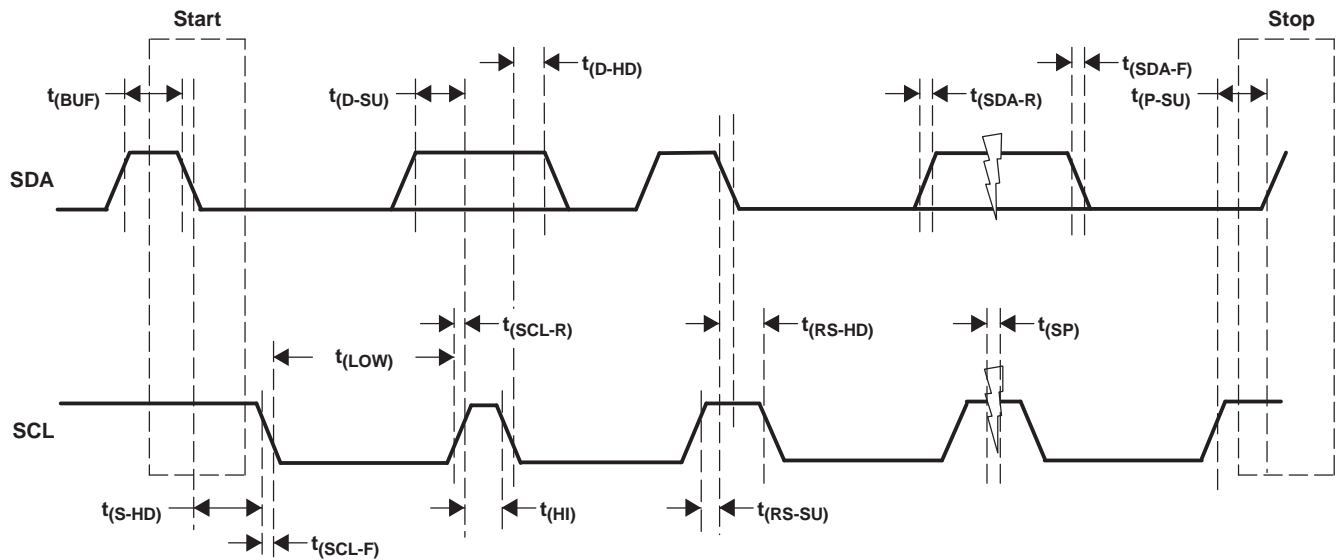 Start
Stop
t(BUF)
t(D-SU)
t(D-HD)
t(SDA-R)
t(SDA-F)
t(P-SU)
SDA
t(LOW)
t(SCL-R)
t(RS-HD)
t(SP)
SCL
t(S-HD)
t(SCL-F)
t(HI)
t(RS-SU)